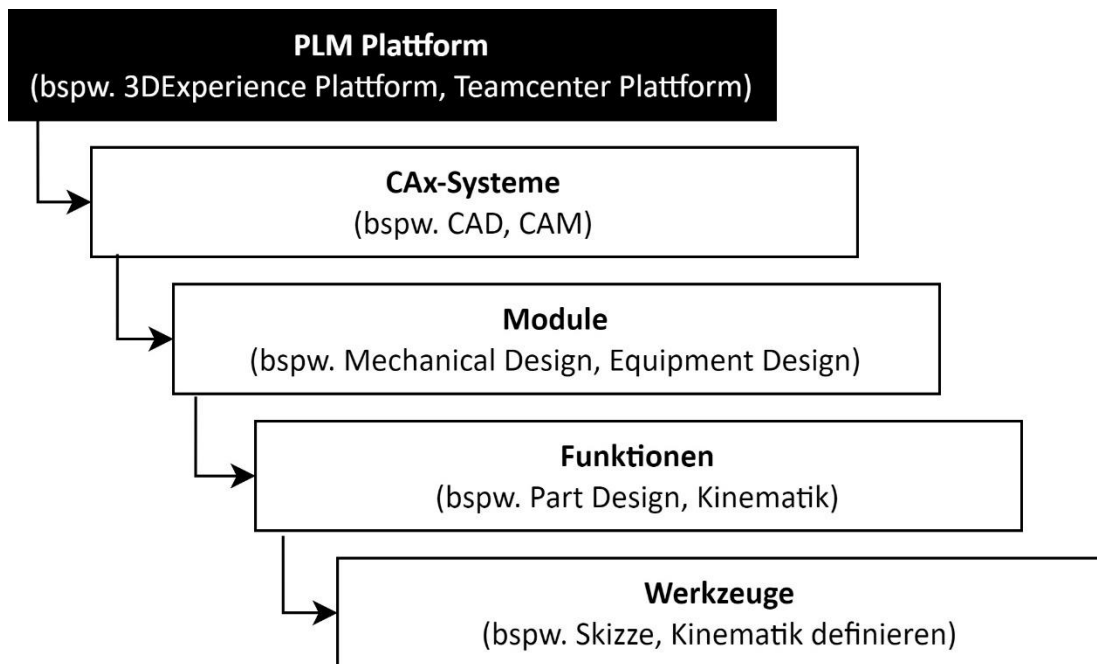 PLM Plattform
(bspw. 3DExperience Plattform, Teamcenter Plattform)
CAx-Systeme
(bspw. CAD, CAM)
Module
(bspw. Mechanical Design, Equipment Design)
Funktionen
(bspw. Part Design, Kinematik)
Werkzeuge
(bspw. Skizze, Kinematik definieren)